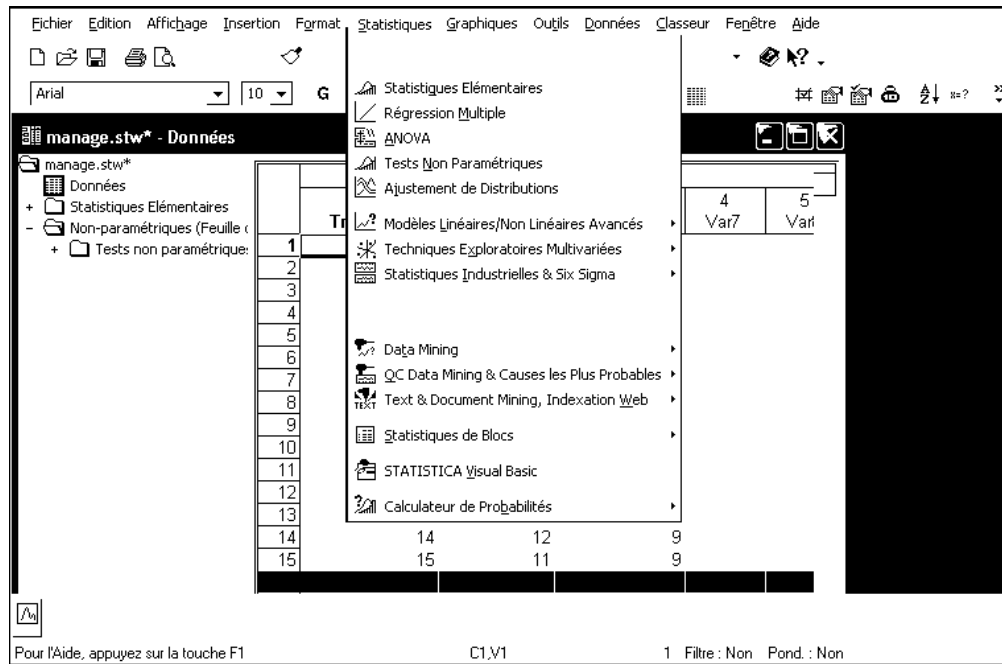 Fichier Edition Affichage Insertion Format Statistiques Graphiques Outils Données Classeur Fenêtre Aide
Arial 10 G
manage.stw* - Données
manage.stw*
Données
+ Statistiques Elémentaires
- Non-paramétriques (Feuille
+ Tests non paramétrique
Statistiques Elémentaires
Régression Multiple
ANOVA
Tests Non Paramétriques
Ajustement de Distributions
Modèles Linéaires/Non Linéaires Avancés
Techniques Exploratoires Multivariées
Statistiques Industrielles & Six Sigma
Data Mining
QC Data Mining & Causes les Plus Probables
TEXT Text & Document Mining, Indexation Web
Statistiques de Blocs
STATISTICA Visual Basic
Calculateur de Probabilités
4 5
Tr Var7 Var
1
2
3
4
5
6
7
8
9
10
11
12
13
14 14 12 9
15 15 11 9
Pour l'Aide, appuyez sur la touche F1 C1,V1 1 Filtre : Non Pond. : Non